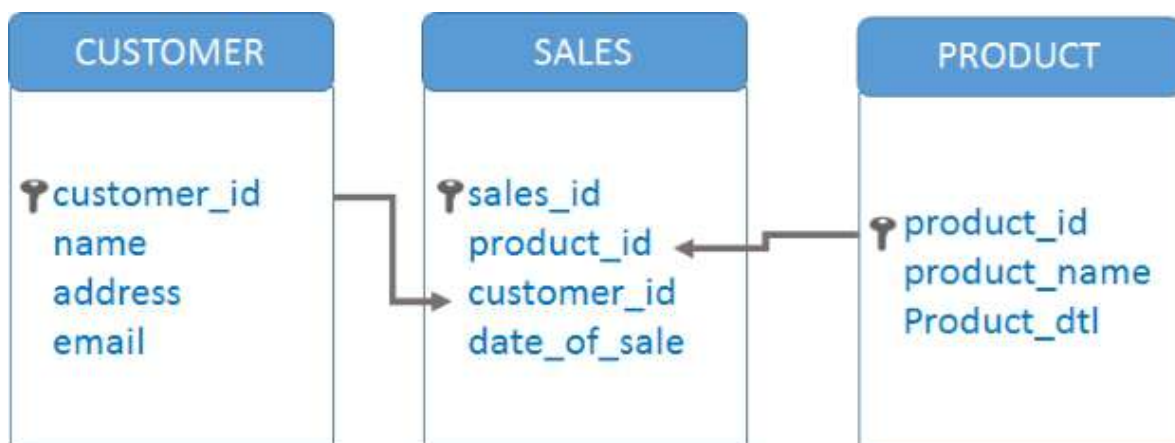 CUSTOMER
customer_id
name
address
email
SALES
sales_id
product_id
customer_id
date_of_sale
PRODUCT
product_id
product_name
Product_dtl